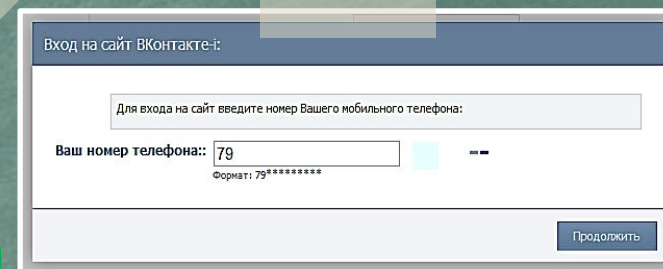 Вход на сайт ВКонтакте-i:
Для входа на сайт введите номер Вашего мобильного телефона:
Ваш номер телефона:: 79
Формат: 79*********
Продолжить